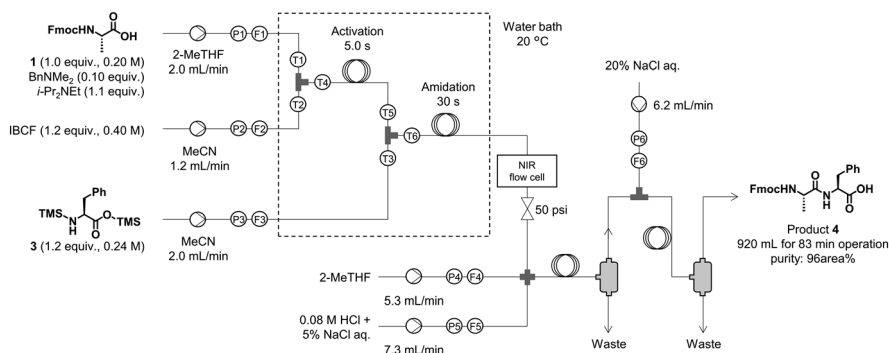 FmocHN
O
OH
1 (1.0 equiv., 0.20 M)
BnNMe₂ (0.10 equiv.)
i-Pr₂NEt (1.1 equiv.)
2-MeTHF
2.0 mL/min
P1
F1
IBCF (1.2 equiv., 0.40 M)
MeCN
1.2 mL/min
P2
F2
Ph
TMS
N
H
O
O
TMS
3 (1.2 equiv., 0.24 M)
MeCN
2.0 mL/min
P3
F3
Activation
5.0 s
T1
T2
T4
T5
T3
T6
Amidation
30 s
Water bath
20 °C
NIR
flow cell
50 psi
2-MeTHF
5.3 mL/min
P4
F4
0.08 M HCl +
5% NaCl aq.
7.3 mL/min
P5
F5
Waste
20% NaCl aq.
6.2 mL/min
P6
F6
Waste
FmocHN
O
N
H
Ph
O
OH
Product 4
920 mL for 83 min operation
purity: 96area%